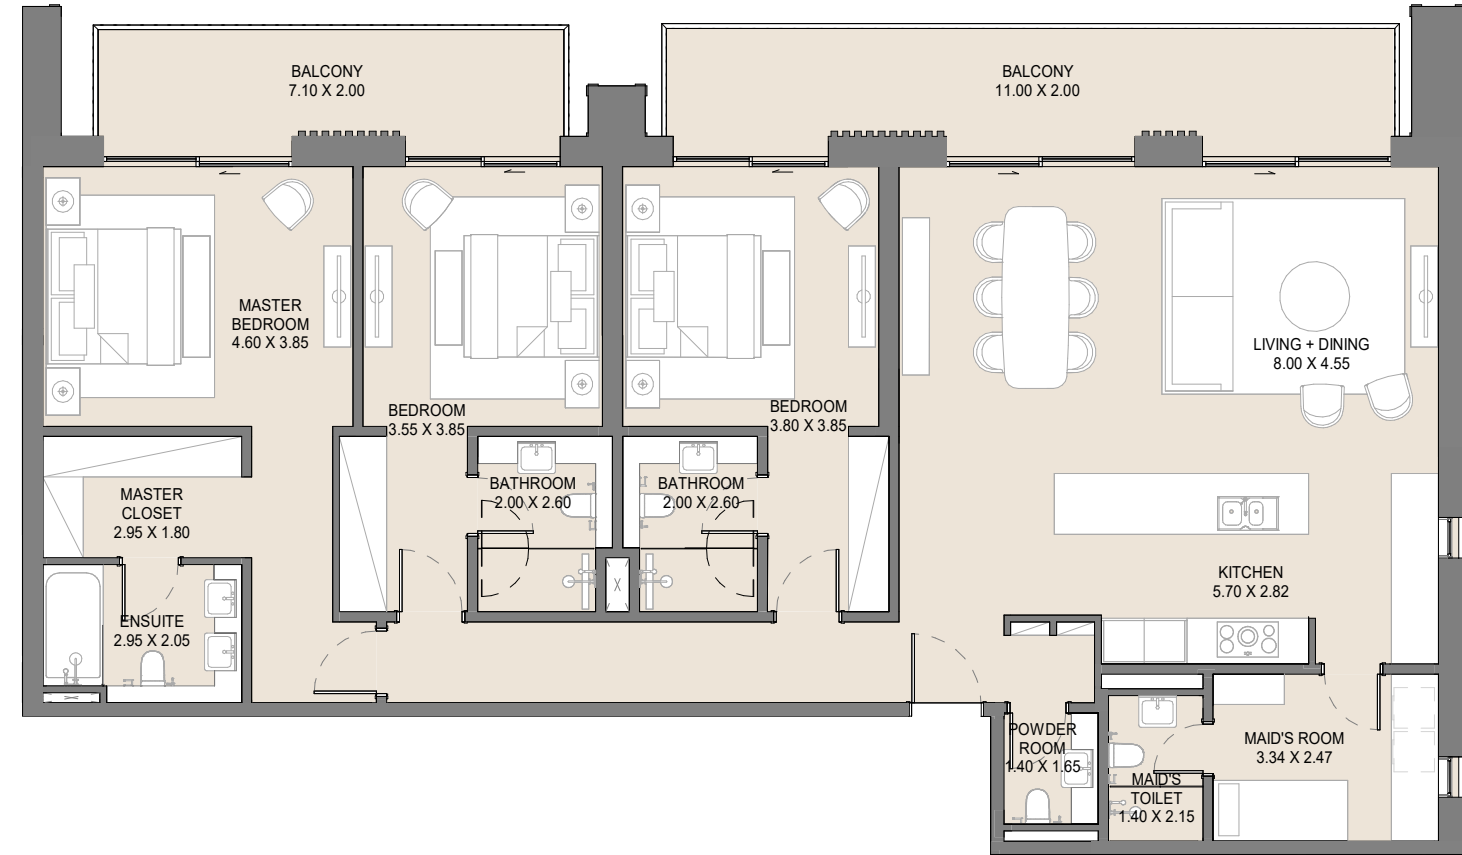 BALCONY
7.10 X 2.00
BALCONY
11.00 X 2.00
MASTER
BEDROOM
4.60 X 3.85
BEDROOM
3.55 X 3.85
BEDROOM
3.80 X 3.85
LIVING + DINING
8.00 X 4.55
MASTER
CLOSET
2.95 X 1.80
BATHROOM
2.00 X 2.60
BATHROOM
2.00 X 2.60
KITCHEN
5.70 X 2.82
ENSUITE
2.95 X 2.05
POWDER
ROOM
1.40 X 1.65
MAID'S
TOILET
1.40 X 2.15
MAID'S ROOM
3.34 X 2.47